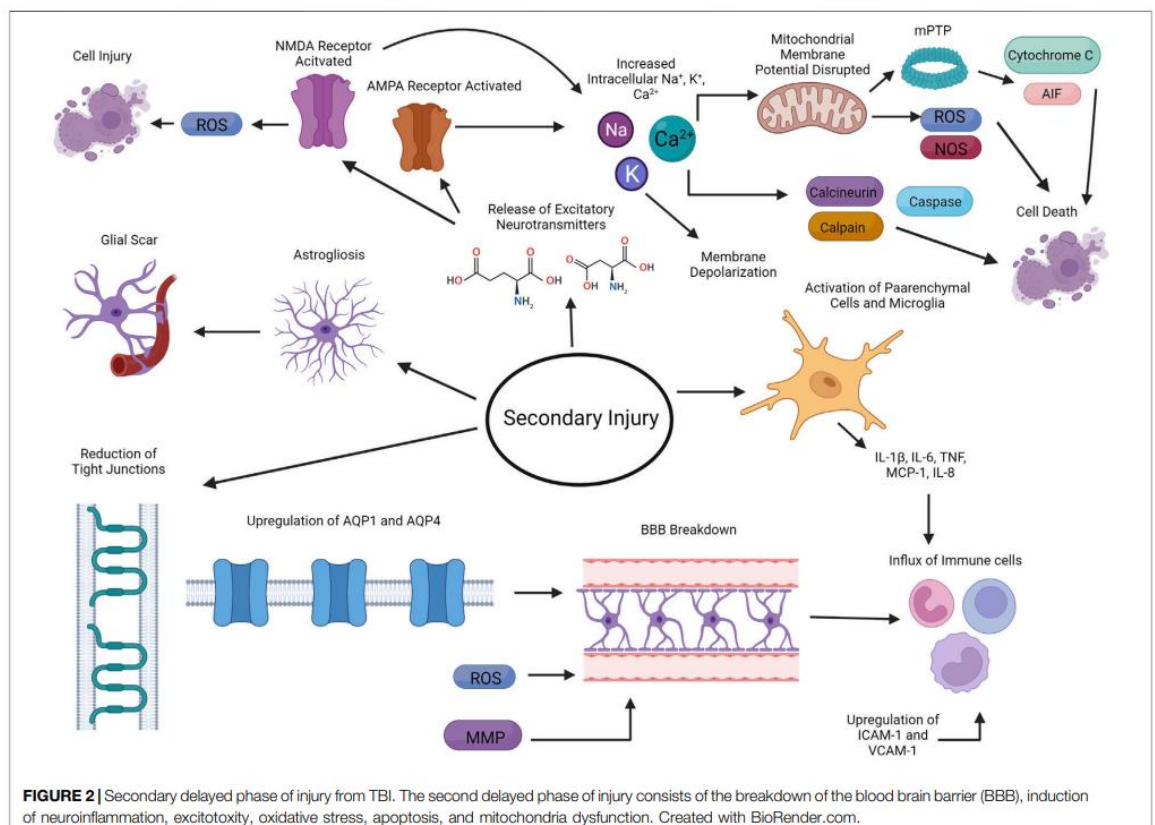 Cell Injury
ROS
NMDA Receptor
Acitvated
AMPA Receptor Activated
Increased
Intracellular Na⁺, K⁺,
Ca²⁺
Na
Ca²⁺
K
Mitochondrial
Membrane
Potential Disrupted
mPTP
Cytochrome C
AIF
ROS
NOS
Calcineurin
Caspase
Calpain
Cell Death
Membrane
Depolarization
Release of Excitatory
Neurotransmitters
HO
O
O
OH
NH₂
O
O
OH
OH
NH₂
Glial Scar
Astrogliosis
Activation of Paarenchymal
Cells and Microglia
Secondary Injury
IL-1β, IL-6, TNF,
MCP-1, IL-8
Reduction of
Tight Junctions
Upregulation of AQP1 and AQP4
BBB Breakdown
Influx of Immune cells
ROS
MMP
Upregulation of
ICAM-1 and
VCAM-1
FIGURE 2 | Secondary delayed phase of injury from TBI. The second delayed phase of injury consists of the breakdown of the blood brain barrier (BBB), induction
of neuroinflammation, excitotoxity, oxidative stress, apoptosis, and mitochondria dysfunction. Created with BioRender.com.